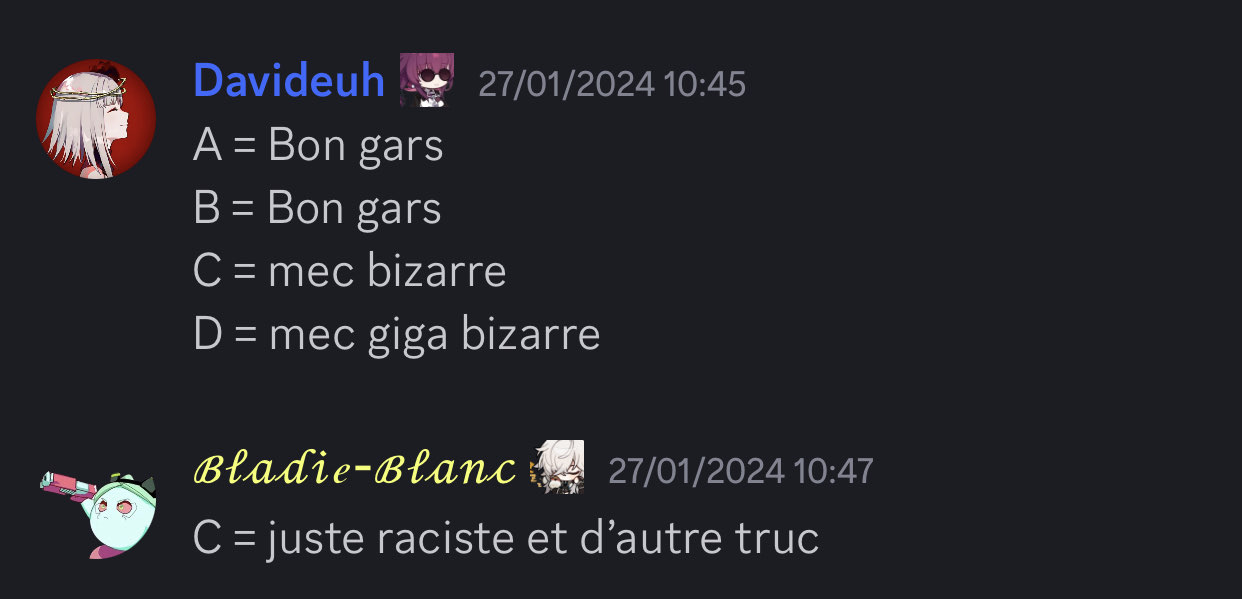 Davideuh 27/01/2024 10:45
A = Bon gars
B = Bon gars
C = mec bizarre
D = mec giga bizarre
Bladie-Blanc 27/01/2024 10:47
C = juste raciste et d’autre truc